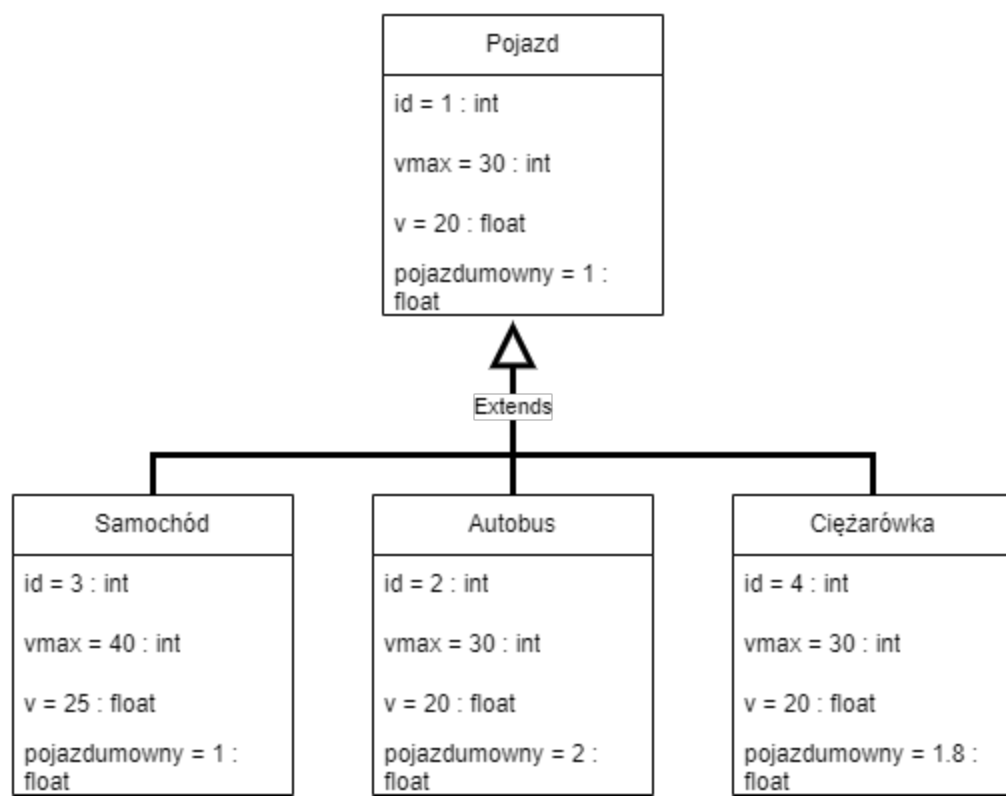 Pojazd
id = 1 : int
vmax = 30 : int
v = 20 : float
pojazdumowny = 1 :
float
Extends
Samochód
id = 3 : int
vmax = 40 : int
v = 25 : float
pojazdumowny = 1 :
float
Autobus
id = 2 : int
vmax = 30 : int
v = 20 : float
pojazdumowny = 2 :
float
Ciężarówka
id = 4 : int
vmax = 30 : int
v = 20 : float
pojazdumowny = 1.8 :
float